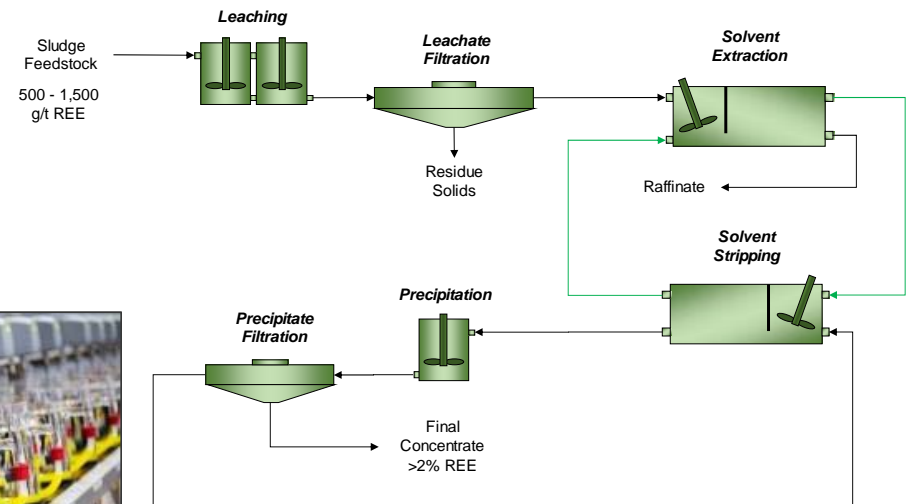 Leaching
Sludge
Feedstock
500 - 1,500
g/t REE
Leachate
Filtration
Solvent
Extraction
Residue
Solids
Raffinate
Solvent
Stripping
Precipitation
Precipitate
Filtration
Final
Concentrate
>2% REE